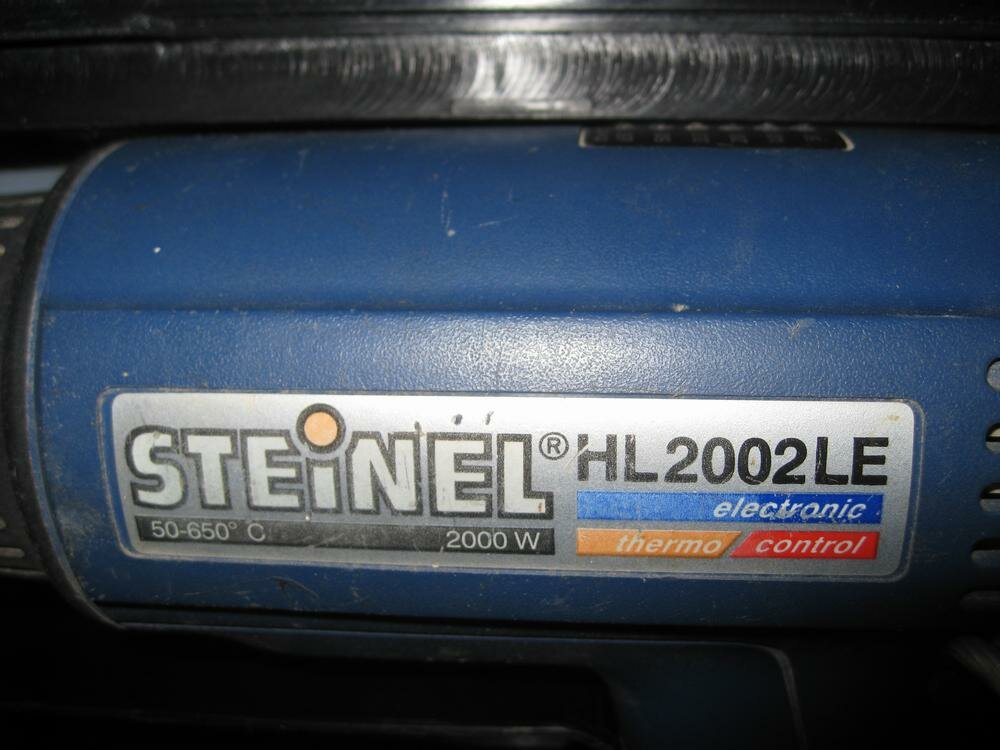 STEiNEL® HL2002LE
electronic
50-650° C 2000 W thermo control